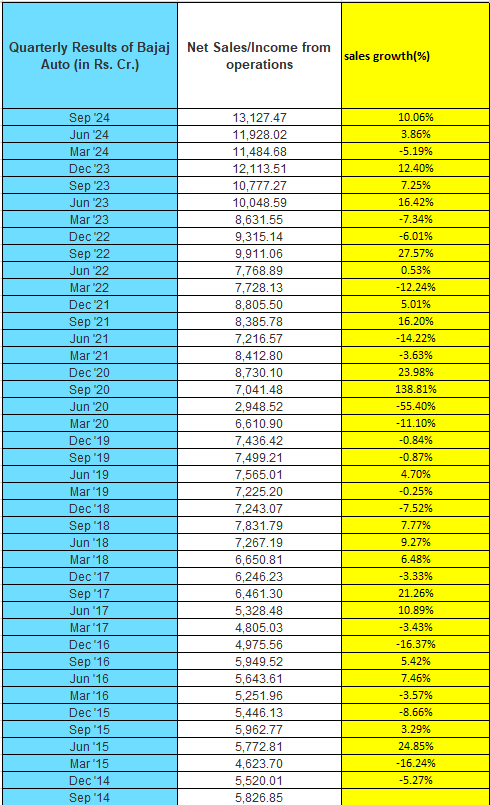 Quarterly Results of Bajaj Auto (in Rs. Cr.) Net Sales/Income from operations sales growth(%)
Sep '24 13,127.47 10.06%
Jun '24 11,928.02 3.86%
Mar '24 11,484.68 -5.19%
Dec '23 12,113.51 12.40%
Sep '23 10,777.27 7.25%
Jun '23 10,048.59 16.42%
Mar '23 8,631.55 -7.34%
Dec '22 9,315.14 -6.01%
Sep '22 9,911.06 27.57%
Jun '22 7,768.89 0.53%
Mar '22 7,728.13 -12.24%
Dec '21 8,805.50 5.01%
Sep '21 8,385.78 16.20%
Jun '21 7,216.57 -14.22%
Mar '21 8,412.80 -3.63%
Dec '20 8,730.10 23.98%
Sep '20 7,041.48 138.81%
Jun '20 2,948.52 -55.40%
Mar '20 6,610.90 -11.10%
Dec '19 7,436.42 -0.84%
Sep '19 7,499.21 -0.87%
Jun '19 7,565.01 4.70%
Mar '19 7,225.20 -0.25%
Dec '18 7,243.07 -7.52%
Sep '18 7,831.79 7.77%
Jun '18 7,267.19 9.27%
Mar '18 6,650.81 6.48%
Dec '17 6,246.23 -3.33%
Sep '17 6,461.30 21.26%
Jun '17 5,328.48 10.89%
Mar '17 4,805.03 -3.43%
Dec '16 4,975.56 -16.37%
Sep '16 5,949.52 5.42%
Jun '16 5,643.61 7.46%
Mar '16 5,251.96 -3.57%
Dec '15 5,446.13 -8.66%
Sep '15 5,962.77 3.29%
Jun '15 5,772.81 24.85%
Mar '15 4,623.70 -16.24%
Dec '14 5,520.01 -5.27%
Sep '14 5,826.85